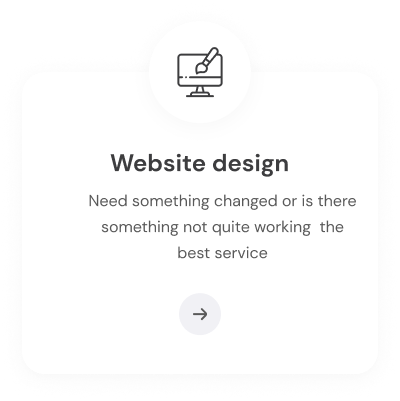 Website design
Need something changed or is there
something not quite working  the
best service